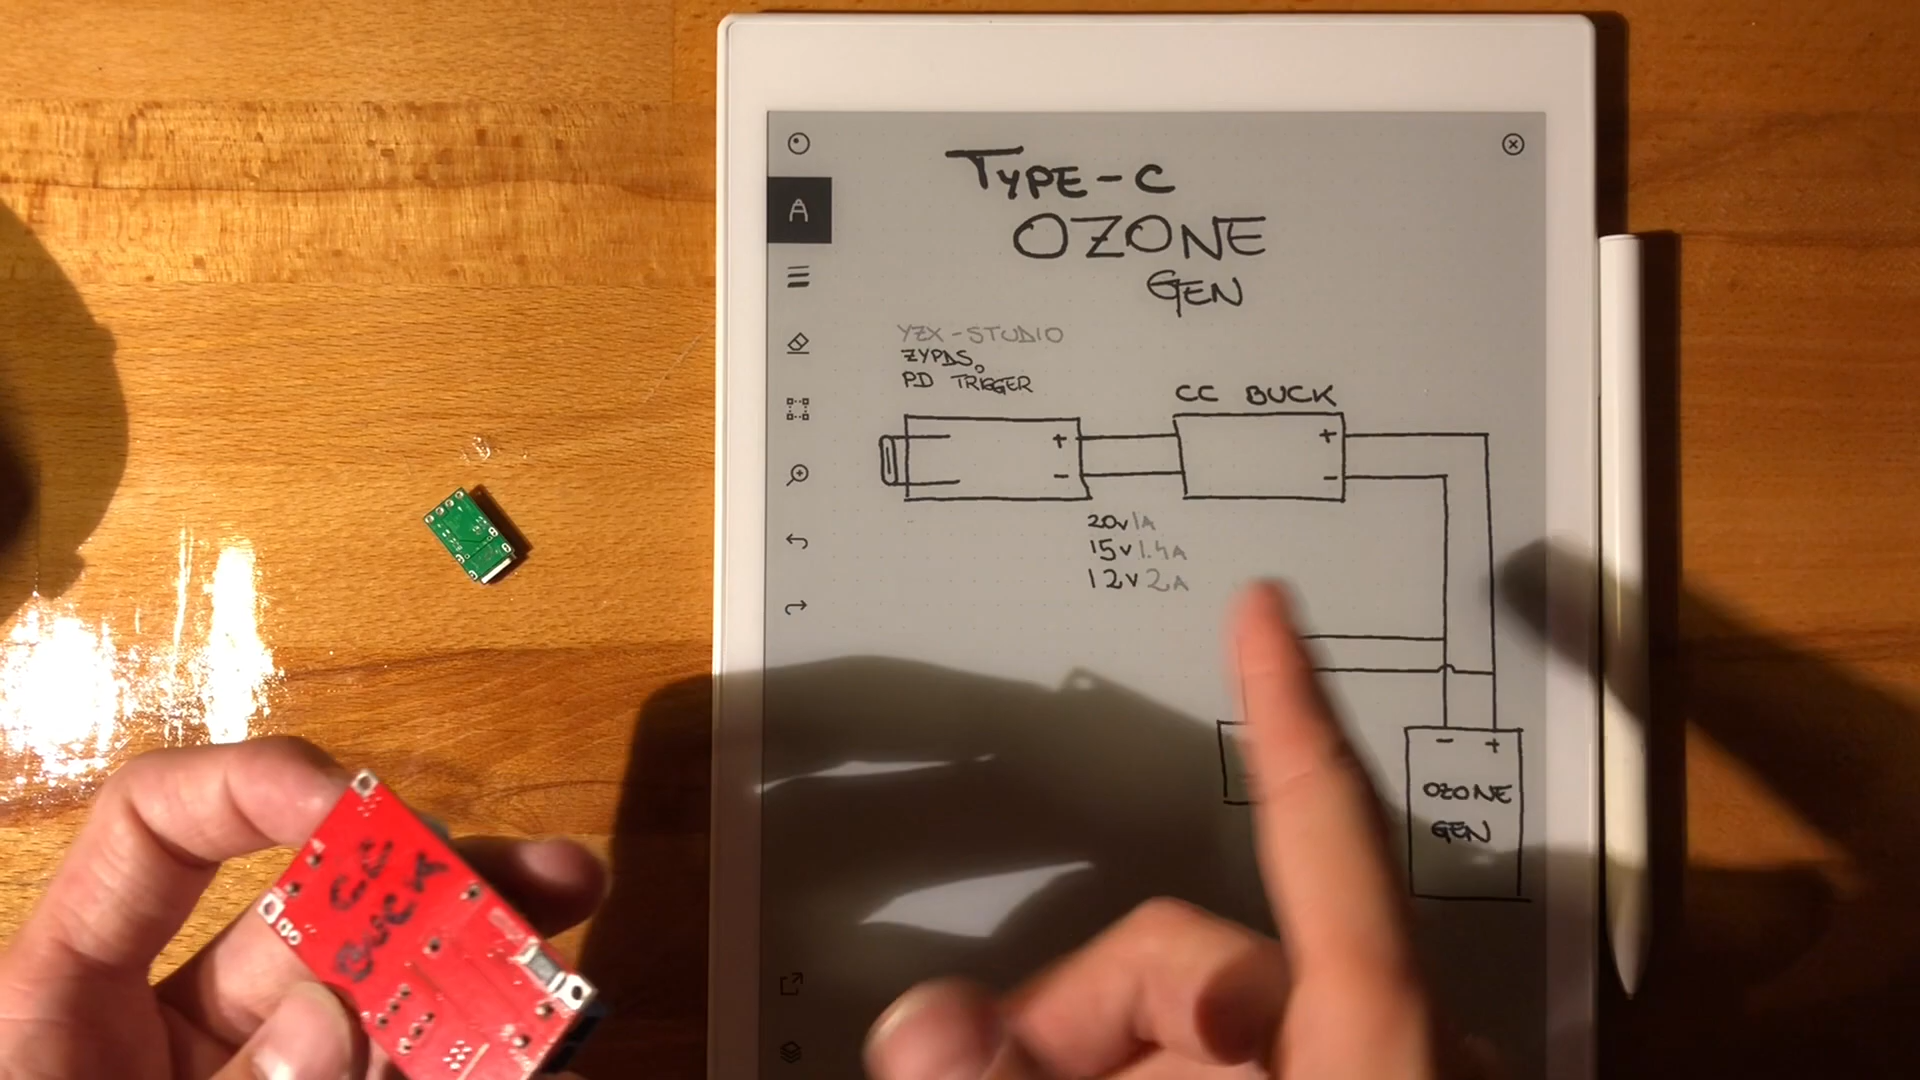 TYPE-C
OZONE
GEN
YZX-STUDIO
ZYPDS
PD TRIGGER
CC BUCK
+ +
- -
20V 1A
15V 1.4A
12V 2A
- +
OZONE
GEN
CC
BUCK